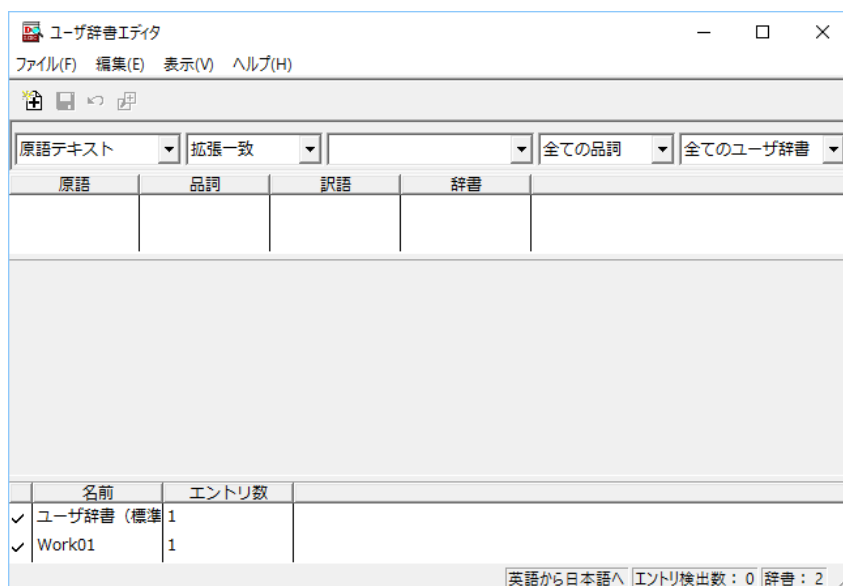 ユーザ辞書エディタ
ファイル(F) 編集(E) 表示(V) ヘルプ(H)
原語テキスト 拡張一致 全ての品詞 全てのユーザ辞書
原語 品詞 訳語 辞書
名前 エントリ数
ユーザ辞書（標準 1
Work01 1
英語から日本語へ エントリ検出数： 0 辞書： 2